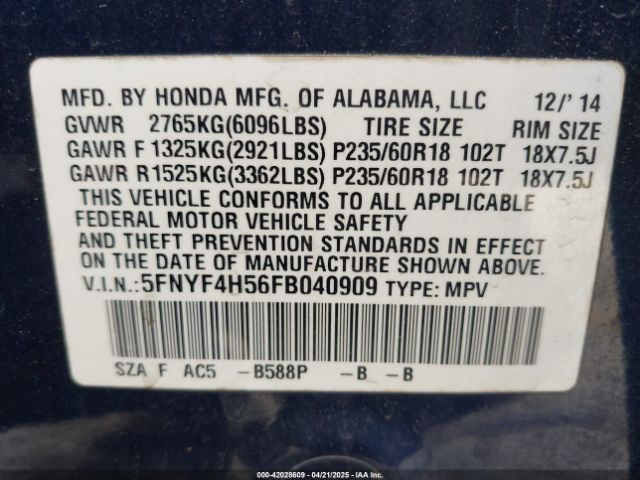 MFD. BY HONDA MFG. OF ALABAMA, LLC 12/'14
GVWR 2765KG(6096LBS) TIRE SIZE RIM SIZE
GAWR F 1325KG(2921LBS) P235/60R18 102T 18X7.5J
GAWR R1525KG(3362LBS) P235/60R18 102T 18X7.5J
THIS VEHICLE CONFORMS TO ALL APPLICABLE
FEDERAL MOTOR VEHICLE SAFETY
AND THEFT PREVENTION STANDARDS IN EFFECT
ON THE DATE OF MANUFACTURE SHOWN ABOVE.
V.I.N.:5FNYF4H56FB040909 TYPE: MPV
SZA F AC5 –B588P –B –B
000-42028609 - 04/21/2025 - IAAI.COM